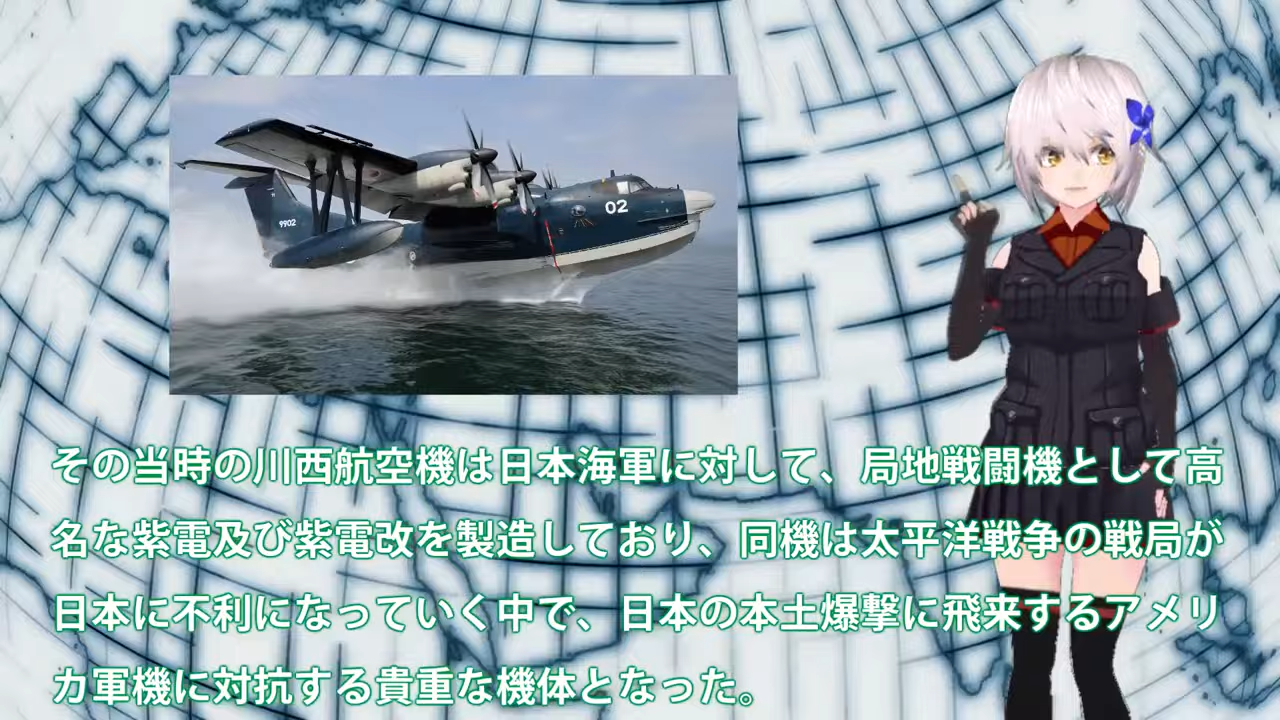 02
9902
その当時の川西航空機は日本海軍に対して、局地戦闘機として高
名な紫電及び紫電改を製造しており、同機は太平洋戦争の戦局が
日本に不利になっていく中で、日本の本土爆撃に飛来するアメリ
カ軍機に対抗する貴重な機体となった。